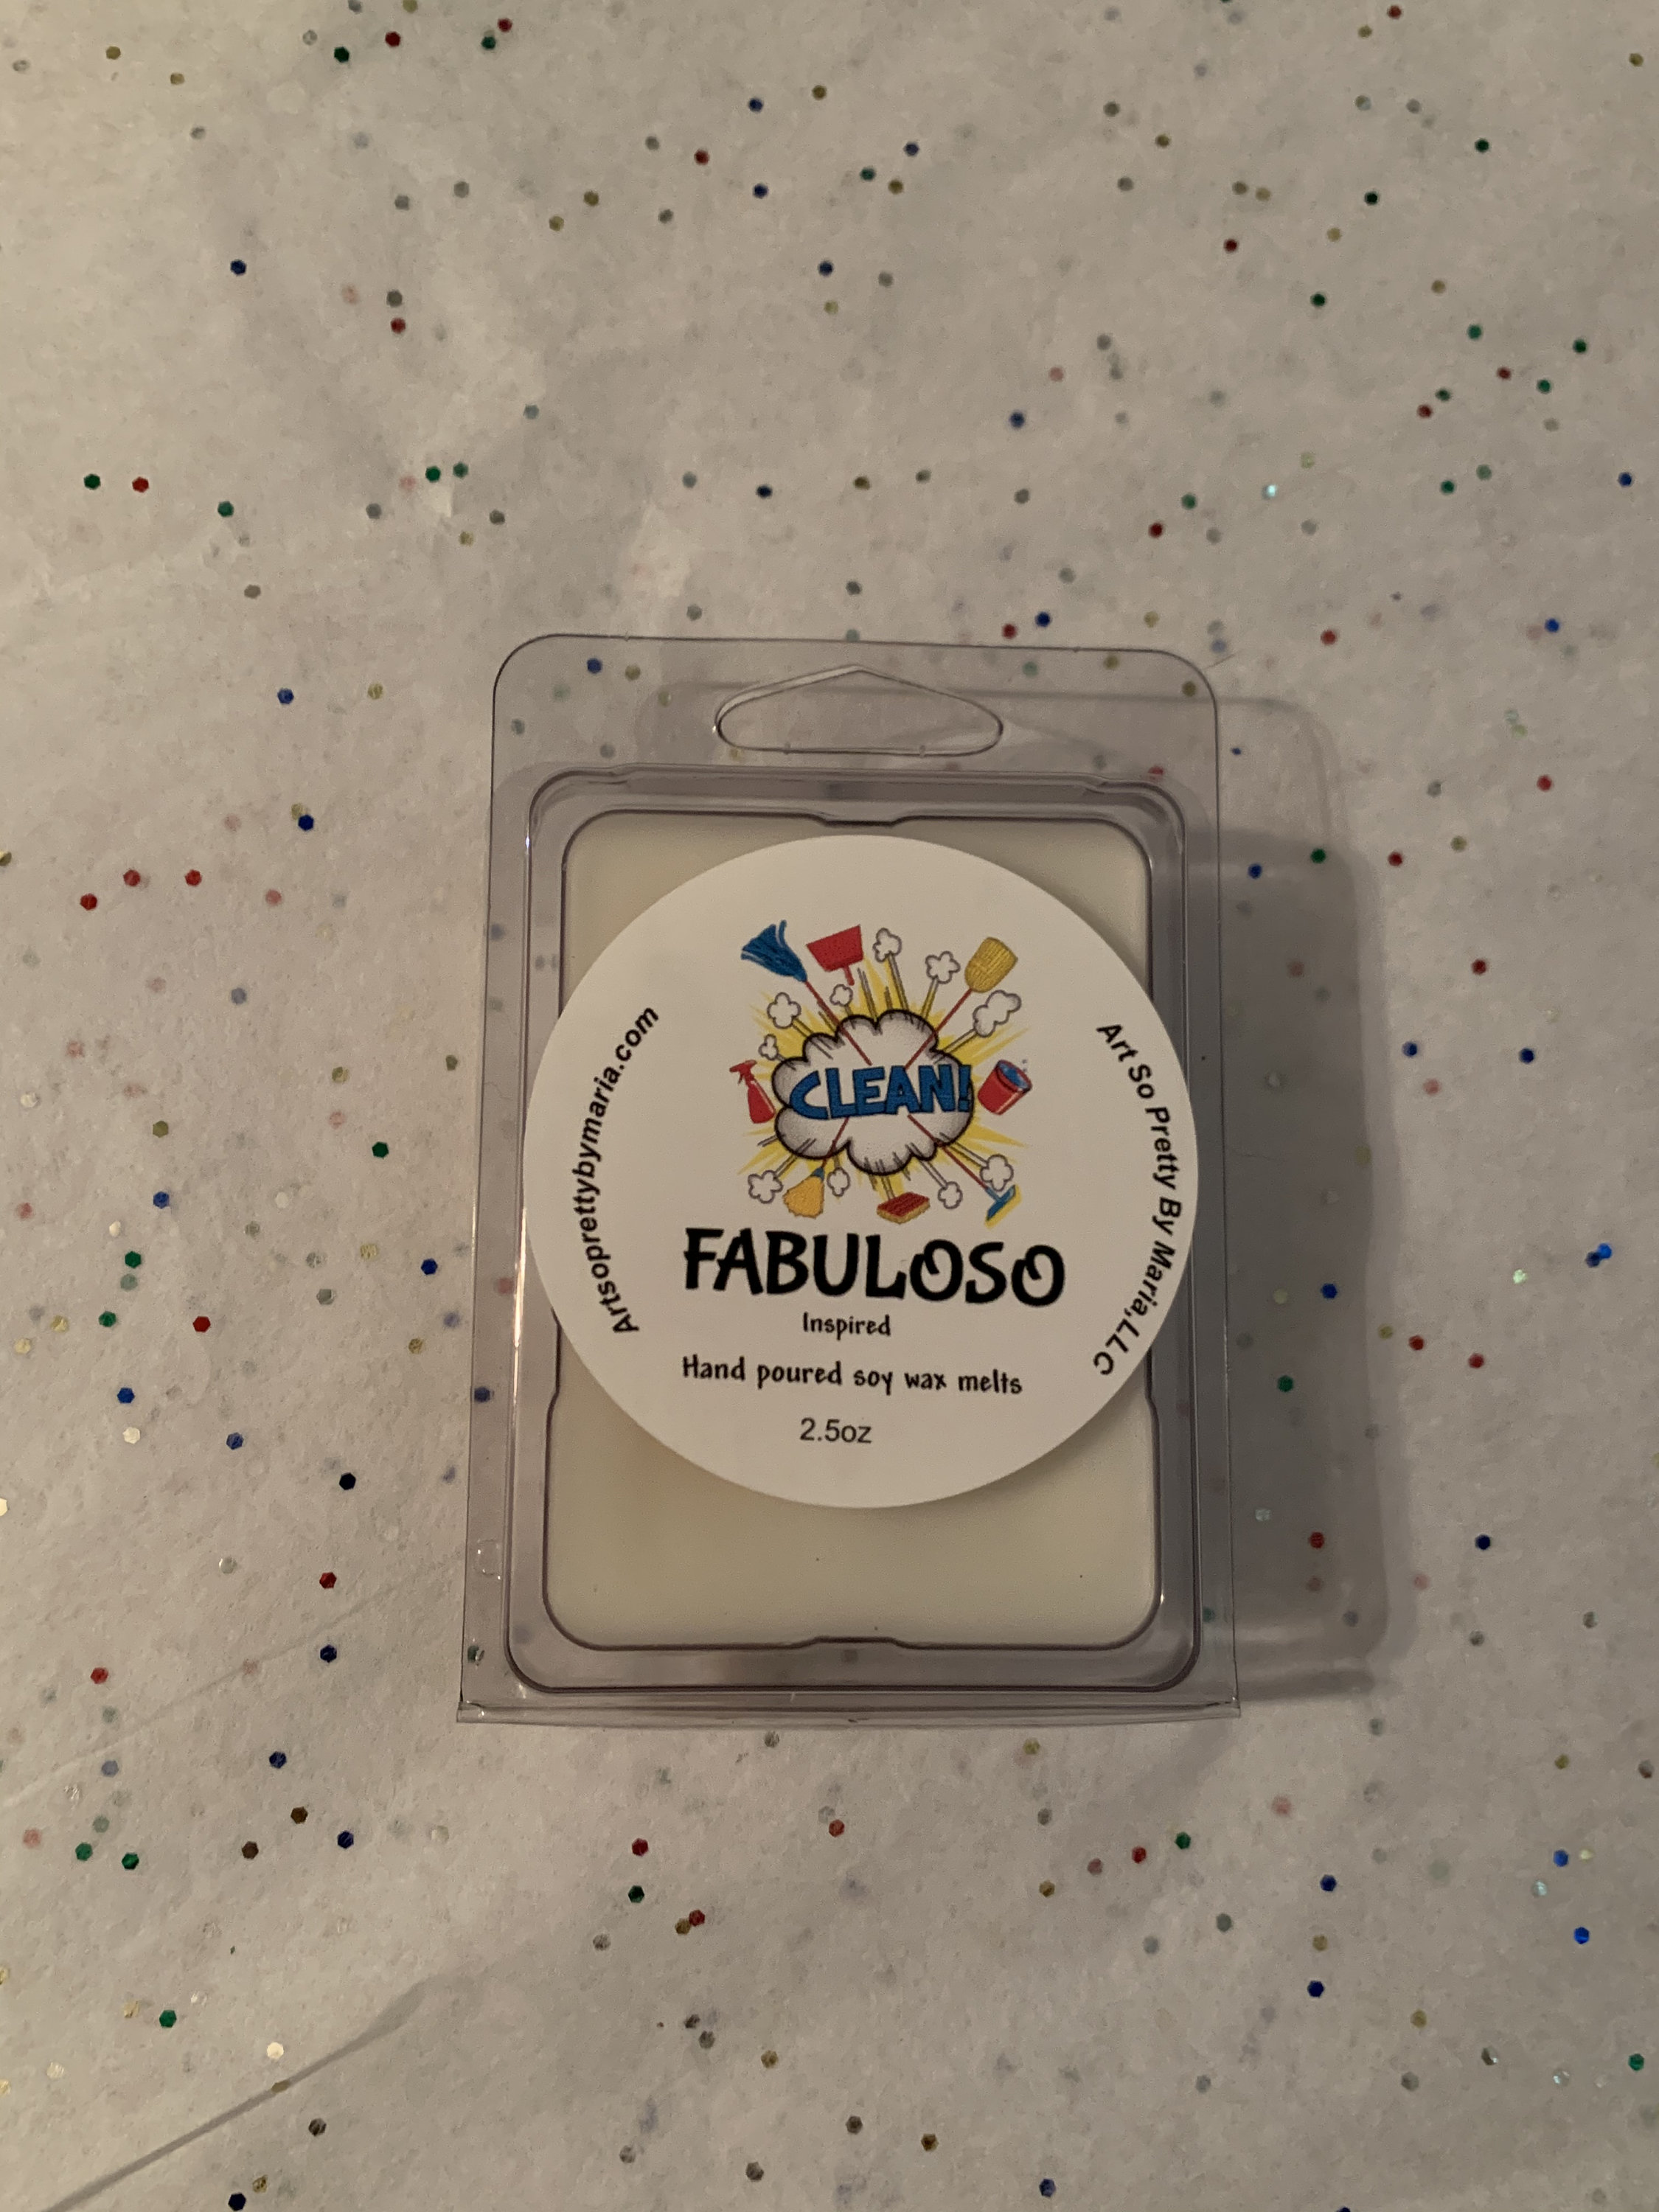 CLEAN!
FABULOSO
Inspired
Hand poured soy wax melts
2.5oz
Artsoprettybymaria.com
Art So Pretty By Maria,LLC